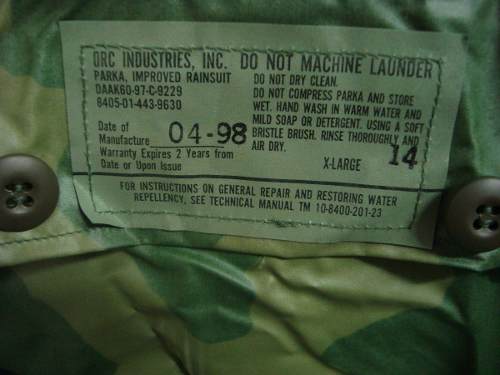 ORC INDUSTRIES, INC. DO NOT MACHINE LAUNDER
PARKA, IMPROVED RAINSUIT
DAAK60-97-C-9229
8405-01-443-9630
DO NOT DRY CLEAN.
DO NOT COMPRESS PARKA AND STORE
WET. HAND WASH IN WARM WATER AND
MILD SOAP OR DETERGENT. USING A SOFT
BRISTLE BRUSH. RINSE THOROUGHLY AND
AIR DRY.
Date of
Manufacture 04-98
Warranty Expires 2 Years from
Date or Upon Issue
X-LARGE 14
FOR INSTRUCTIONS ON GENERAL REPAIR AND RESTORING WATER
REPELLENCY, SEE TECHNICAL MANUAL TM 10-8400-201-23